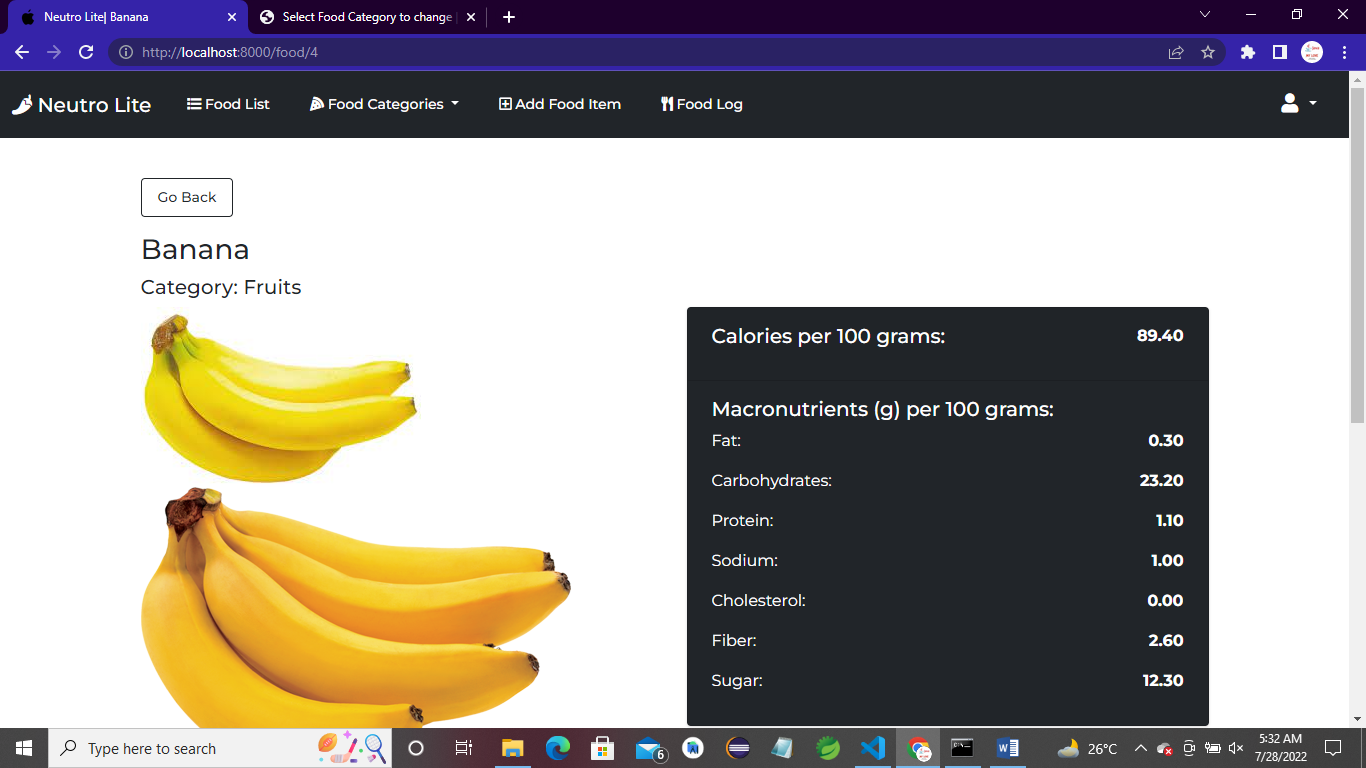 Neutro Lite| Banana
Select Food Category to change
http://localhost:8000/food/4
Neutro Lite
Food List
Food Categories
Add Food Item
Food Log
Go Back
Banana
Category: Fruits
Calories per 100 grams: 89.40
Macronutrients (g) per 100 grams:
Fat: 0.30
Carbohydrates: 23.20
Protein: 1.10
Sodium: 1.00
Cholesterol: 0.00
Fiber: 2.60
Sugar: 12.30
Type here to search
6
26°C
5:32 AM
7/28/2022